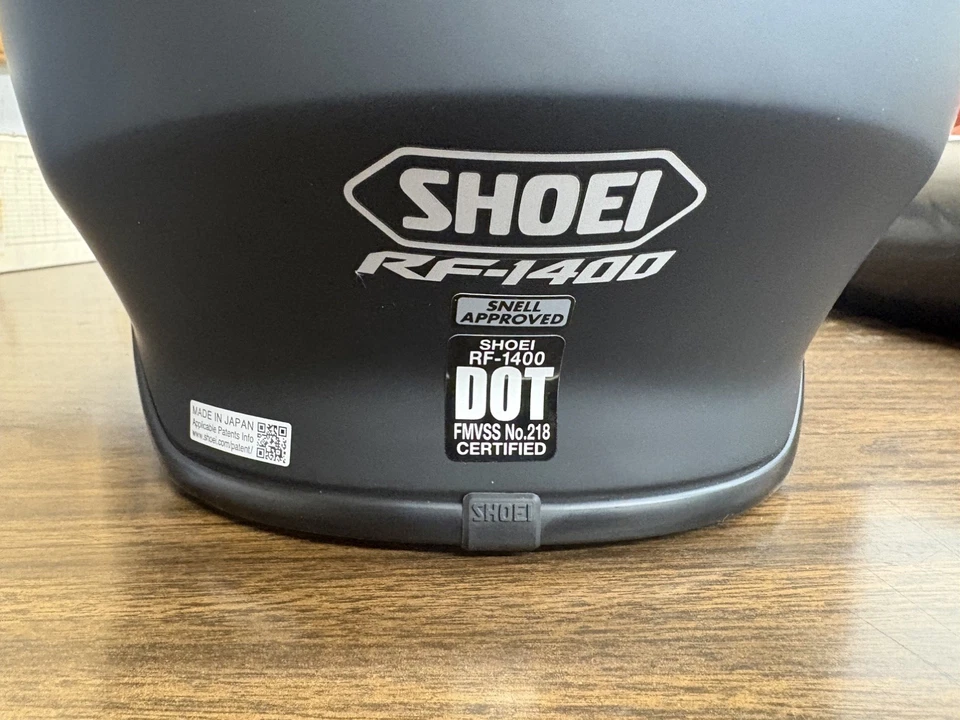 SHOEI
RF-1400
SNELL
APPROVED
SHOEI
RF-1400
DOT
FMVSS No.218
CERTIFIED
MADE IN JAPAN
Applicable Patents Info
www.shoei.com/patent/
SHOEI